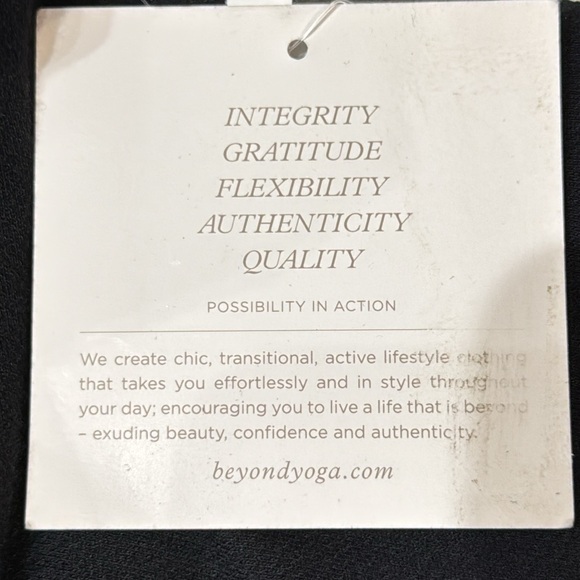 INTEGRITY
GRATITUDE
FLEXIBILITY
AUTHENTICITY
QUALITY
POSSIBILITY IN ACTION
We create chic, transitional, active lifestyle clothing
that takes you effortlessly and in style throughout
your day; encouraging you to live a life that is beyond
– exuding beauty, confidence and authenticity.
beyondyoga.com